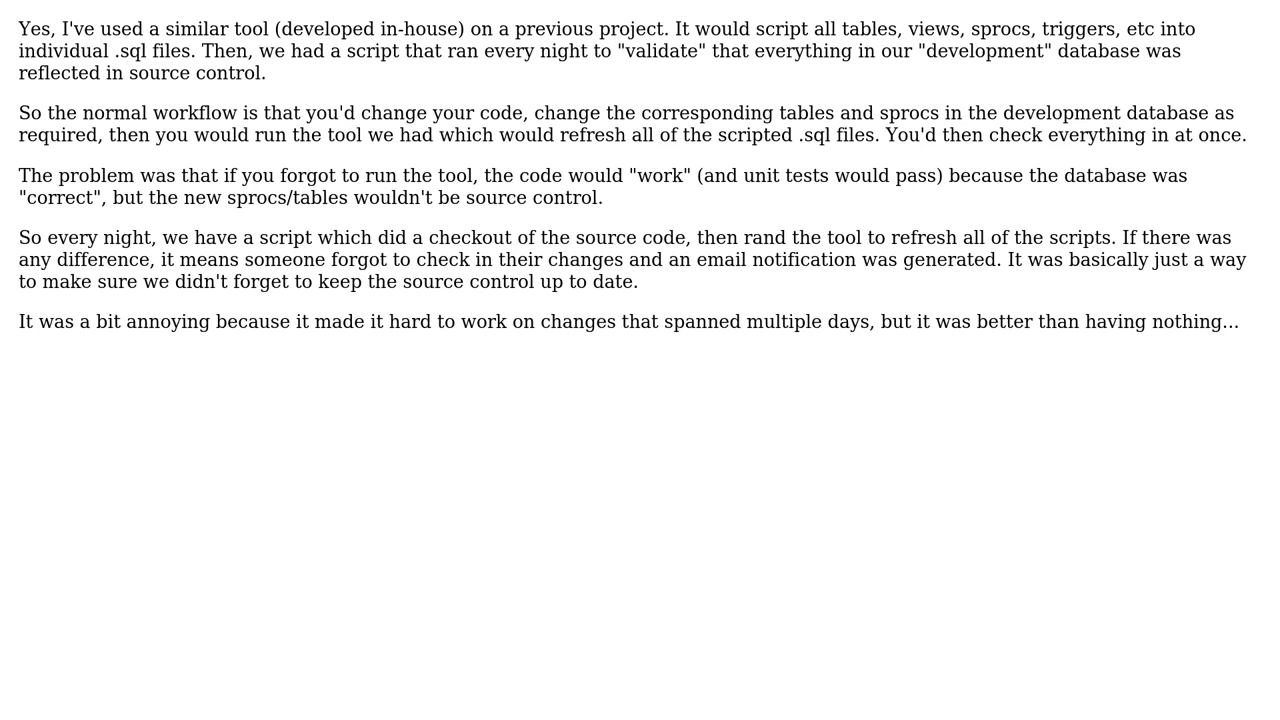 Yes, I've used a similar tool (developed in-house) on a previous project. It would script all tables, views, sprocs, triggers, etc into
individual .sql files. Then, we had a script that ran every night to "validate" that everything in our "development" database was
reflected in source control.
So the normal workflow is that you'd change your code, change the corresponding tables and sprocs in the development database as
required, then you would run the tool we had which would refresh all of the scripted .sql files. You'd then check everything in at once.
The problem was that if you forgot to run the tool, the code would "work" (and unit tests would pass) because the database was
"correct", but the new sprocs/tables wouldn't be source control.
So every night, we have a script which did a checkout of the source code, then rand the tool to refresh all of the scripts. If there was
any difference, it means someone forgot to check in their changes and an email notification was generated. It was basically just a way
to make sure we didn't forget to keep the source control up to date.
It was a bit annoying because it made it hard to work on changes that spanned multiple days, but it was better than having nothing...